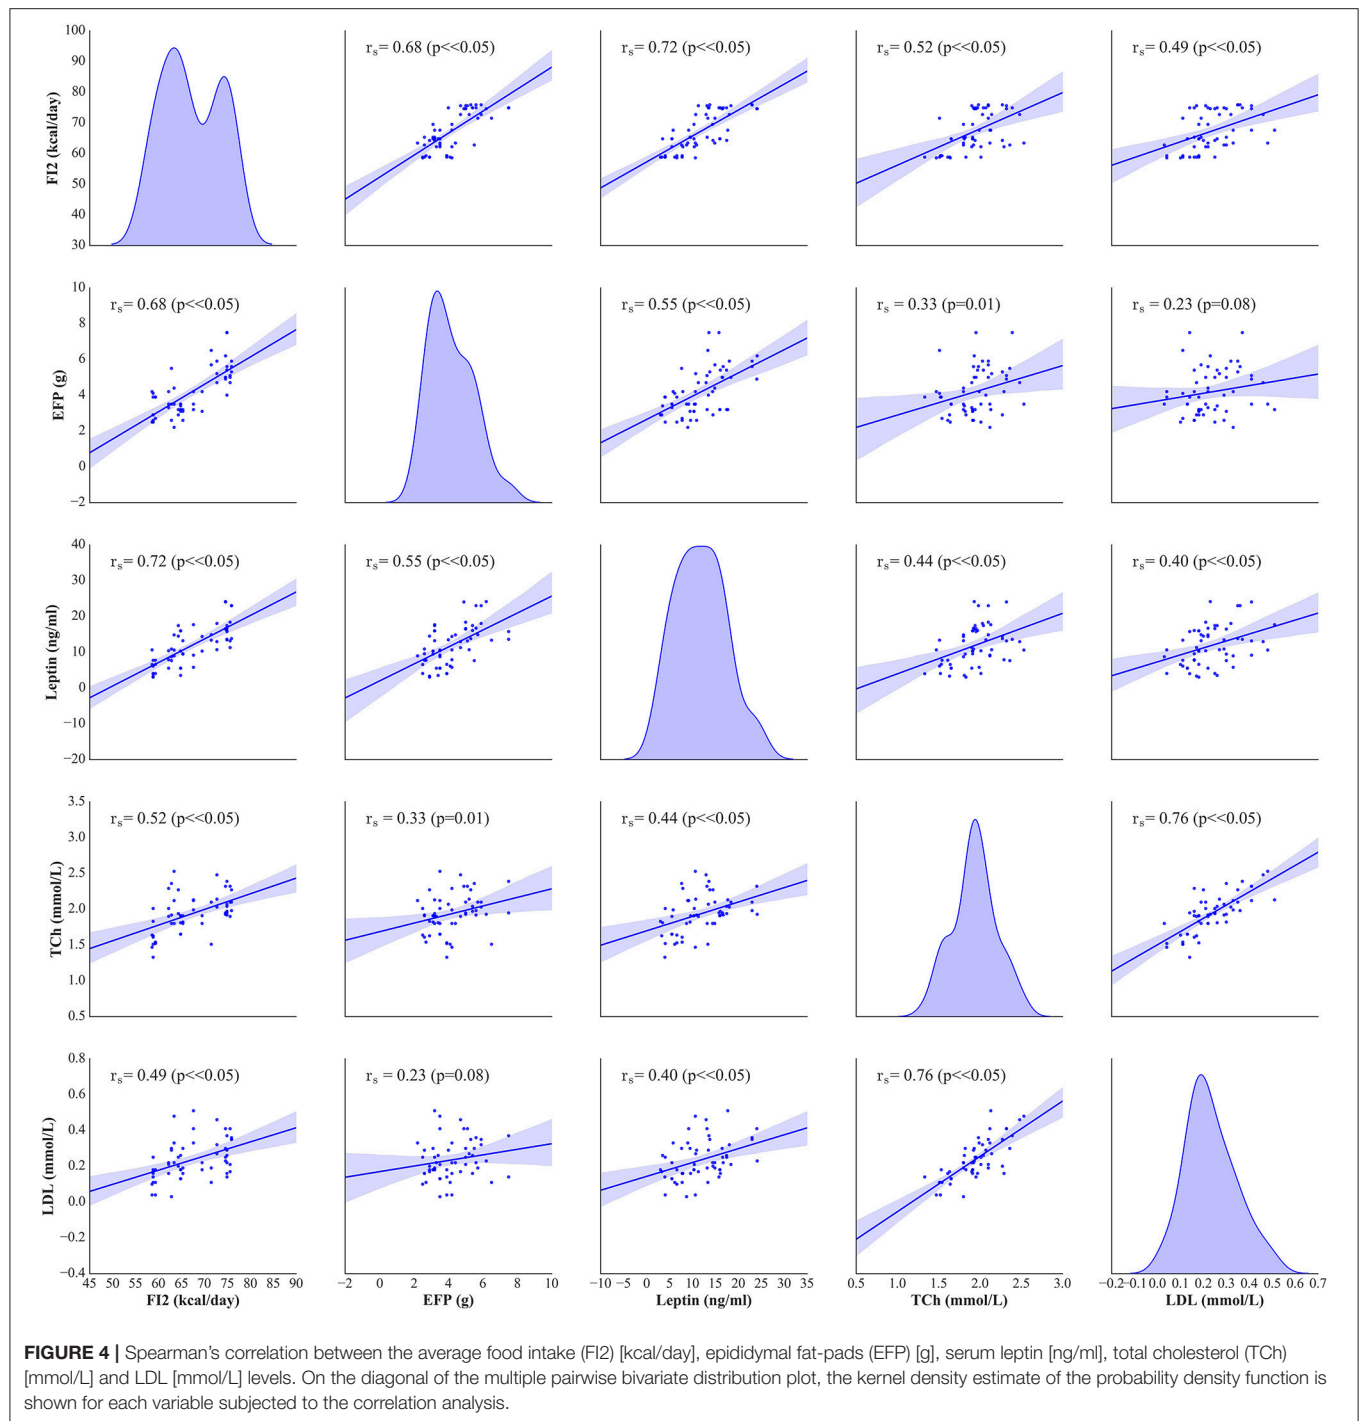 100
90
80
70
60
50
40
30
FI2 (kcal/day)
rs= 0.68 (p<<0.05)
rs= 0.72 (p<<0.05)
rs= 0.52 (p<<0.05)
rs= 0.49 (p<<0.05)
10
8
6
4
2
0
−2
EFP (g)
rs= 0.68 (p<<0.05)
rs= 0.55 (p<<0.05)
rs= 0.33 (p=0.01)
rs= 0.23 (p=0.08)
40
30
20
10
0
−10
−20
Leptin (ng/ml)
rs= 0.72 (p<<0.05)
rs= 0.55 (p<<0.05)
rs= 0.44 (p<<0.05)
rs= 0.40 (p<<0.05)
3.5
3.0
2.5
2.0
1.5
1.0
0.5
TCh (mmol/L)
rs= 0.52 (p<<0.05)
rs = 0.33 (p=0.01)
rs= 0.44 (p<<0.05)
rs= 0.76 (p<<0.05)
0.8
0.6
0.4
0.2
0.0
−0.2
−0.4
LDL (mmol/L)
rs= 0.49 (p<<0.05)
rs = 0.23 (p=0.08)
rs= 0.40 (p<<0.05)
rs= 0.76 (p<<0.05)
45 50 55 60 65 70 75 80 85 90
FI2 (kcal/day)
−2 0 2 4 6 8 10
EFP (g)
−10 −5 0 5 10 15 20 25 30 35
Leptin (ng/ml)
0.5 1.0 1.5 2.0 2.5 3.0
TCh (mmol/L)
−0.2 −0.1 0.0 0.1 0.2 0.3 0.4 0.5 0.6 0.7
LDL (mmol/L)
FIGURE 4 | Spearman's correlation between the average food intake (FI2) [kcal/day], epididymal fat-pads (EFP) [g], serum leptin [ng/ml], total cholesterol (TCh)
[mmol/L] and LDL [mmol/L] levels. On the diagonal of the multiple pairwise bivariate distribution plot, the kernel density estimate of the probability density function is
shown for each variable subjected to the correlation analysis.